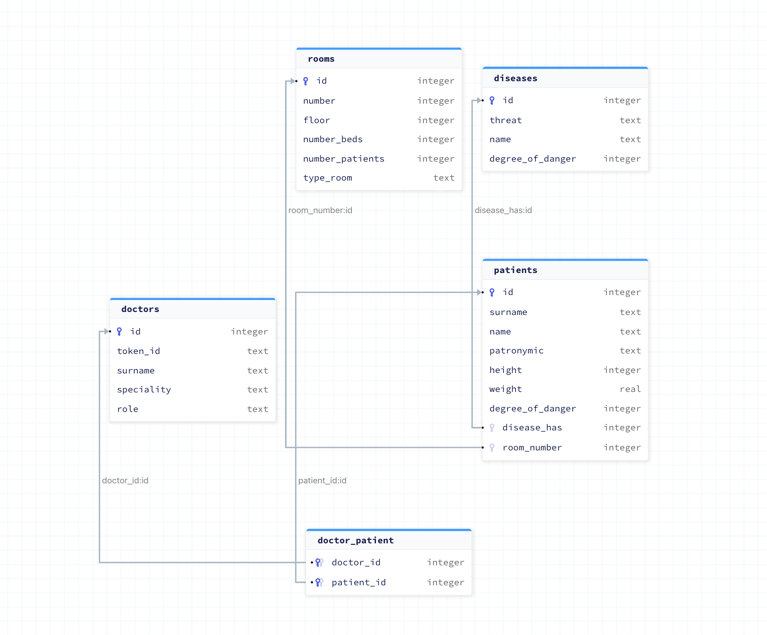 rooms
id integer
number integer
floor integer
number_beds integer
number_patients integer
type_room text
diseases
id integer
threat text
name text
degree_of_danger integer
room_number:id
disease_has:id
patients
id integer
surname text
name text
patronymic text
height integer
weight real
degree_of_danger integer
disease_has integer
room_number integer
doctors
id integer
token_id text
surname text
speciality text
role text
doctor_id:id
patient_id:id
doctor_patient
doctor_id integer
patient_id integer